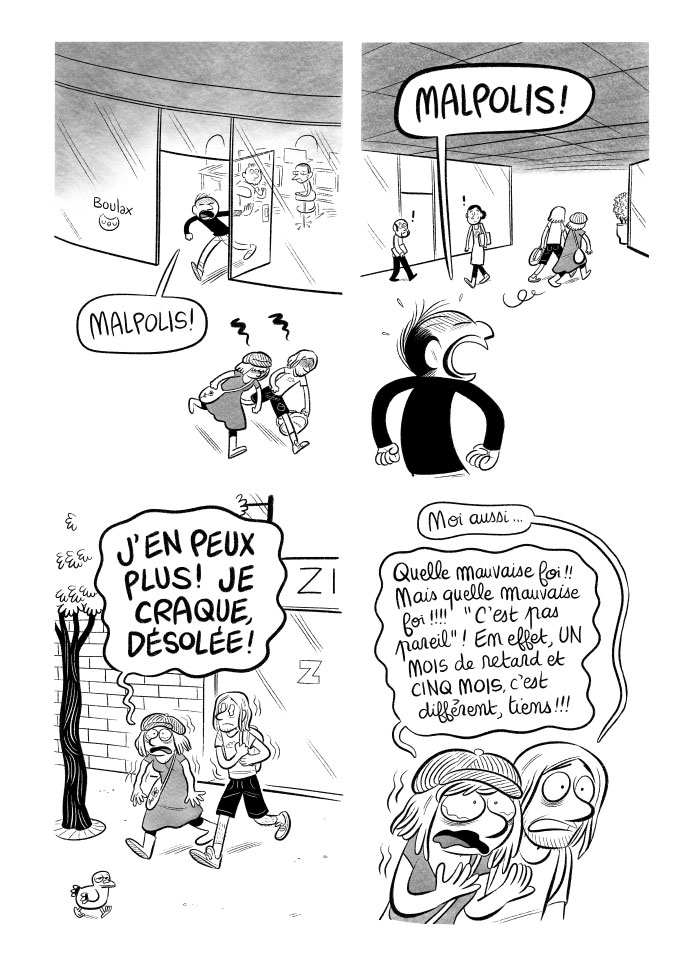 Boulax
MALPOLIS!
MALPOLIS!
!
!
J'EN PEUX
PLUS! JE
CRAQUE,
DÉSOLÉE!
ZI
Z
Moi aussi...
Quelle mauvaise foi!!
Mais quelle mauvaise
foi!!!! "C'est pas
pareil"! En effet, UN
MOIS de retard et
CINQ MOIS, c'est
différent, tiens!!!